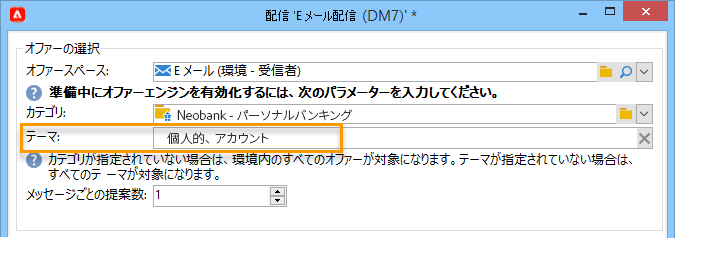 配信 'Eメール配信 (DM7)' *
オファーの選択
オファースペース: Eメール (環境 - 受信者)
準備中にオファーエンジンを有効化するには、次のパラメーターを入力してください。
カテゴリ: Neobank - パーソナルバンキング
テーマ: 個人的、アカウント
カテゴリが指定されていない場合は、環境内のすべてのオファーが対象になります。テーマが指定されていない場合は、
すべてのテーマが対象になります。
メッセージごとの提案数: 1